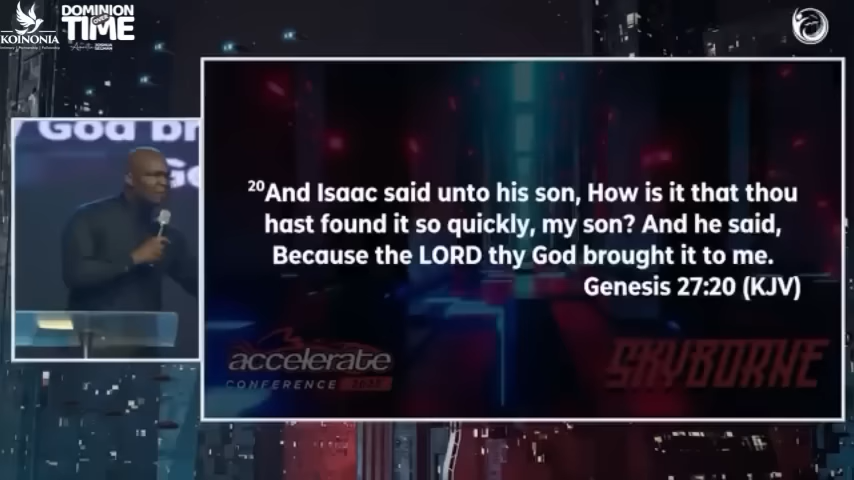 KOINONIA
DOMINION
OVER
TIME
y God br
Go
20And Isaac said unto his son, How is it that thou
hast found it so quickly, my son? And he said,
Because the LORD thy God brought it to me.
Genesis 27:20 (KJV)
accelerate
CONFERENCE
SKYBORNE